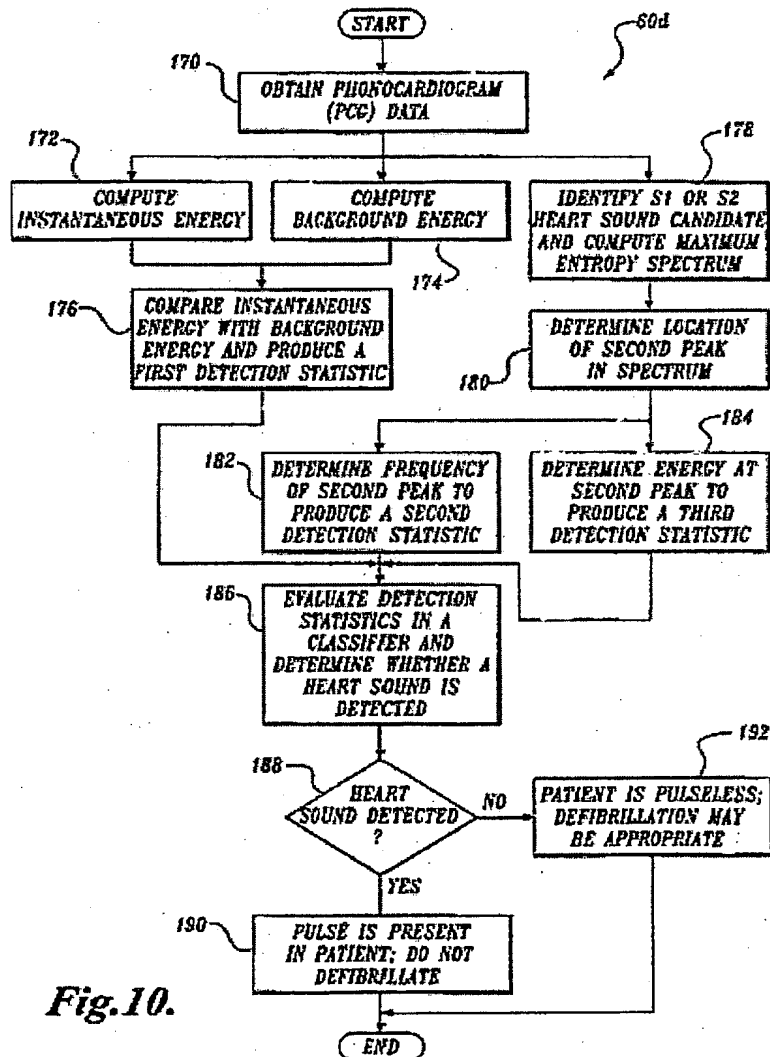 START
60d
170
OBTAIN PHONOCARDIOGRAM
(PCG) DATA
172
COMPUTE
INSTANTANEOUS ENERGY
COMPUTE
BACKGROUND ENERGY
174
178
IDENTIFY S1 OR S2
HEART SOUND CANDIDATE
AND COMPUTE MAXIMUM
ENTROPY SPECTRUM
176
COMPARE INSTANTANEOUS
ENERGY WITH BACKGROUND
ENERGY AND PRODUCE A
FIRST DETECTION STATISTIC
DETERMINE LOCATION
OF SECOND PEAK
IN SPECTRUM
180
182
DETERMINE FREQUENCY
OF SECOND PEAK TO
PRODUCE A SECOND
DETECTION STATISTIC
184
DETERMINE ENERGY AT
SECOND PEAK TO
PRODUCE A THIRD
DETECTION STATISTIC
186
EVALUATE DETECTION
STATISTICS IN A
CLASSIFIER AND
DETERMINE WHETHER A
HEART SOUND IS
DETECTED
188
HEART
SOUND DETECTED
?
NO
192
PATIENT IS PULSELESS;
DEFIBRILLATION MAY
BE APPROPRIATE
YES
190
PULSE IS PRESENT
IN PATIENT; DO NOT
DEFIBRILLATE
Fig.10.
END